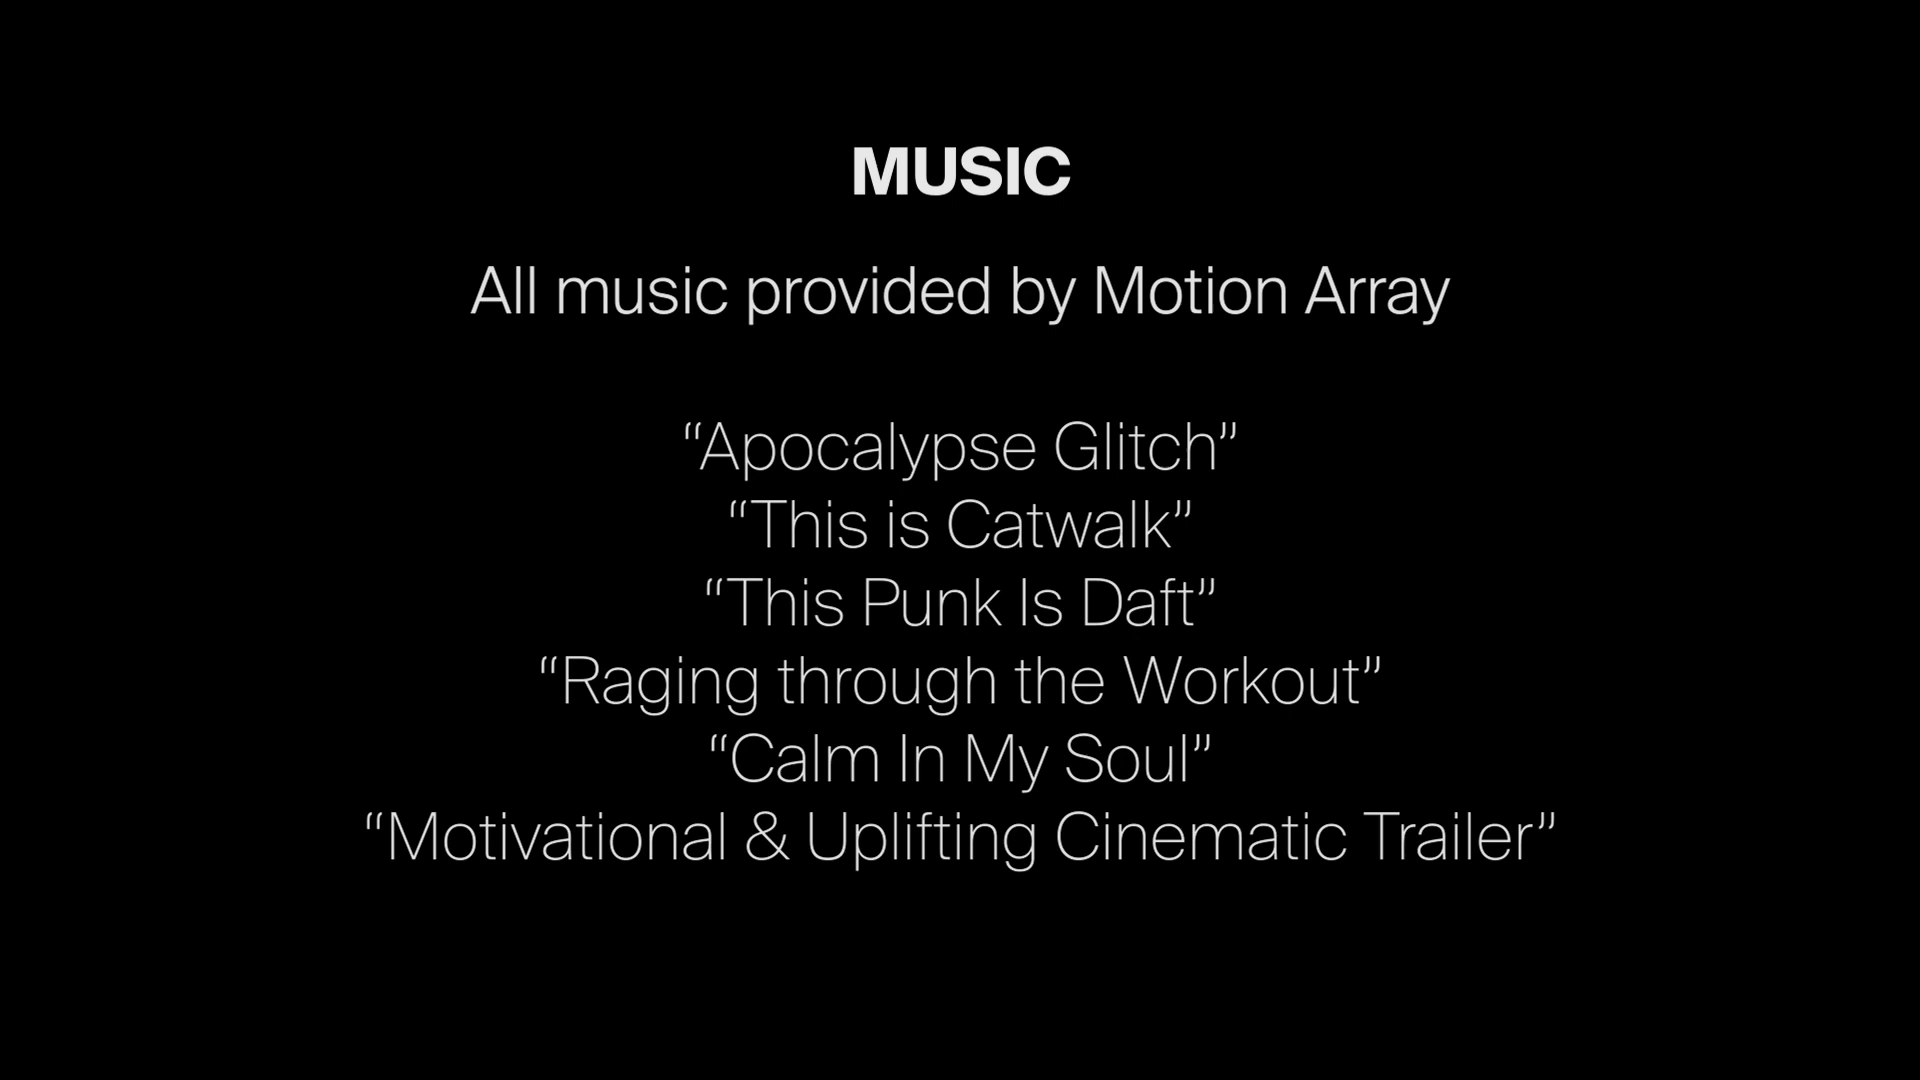 MUSIC
All music provided by Motion Array
“Apocalypse Glitch”
“This is Catwalk”
“This Punk Is Daft”
“Raging through the Workout”
“Calm In My Soul”
“Motivational & Uplifting Cinematic Trailer”